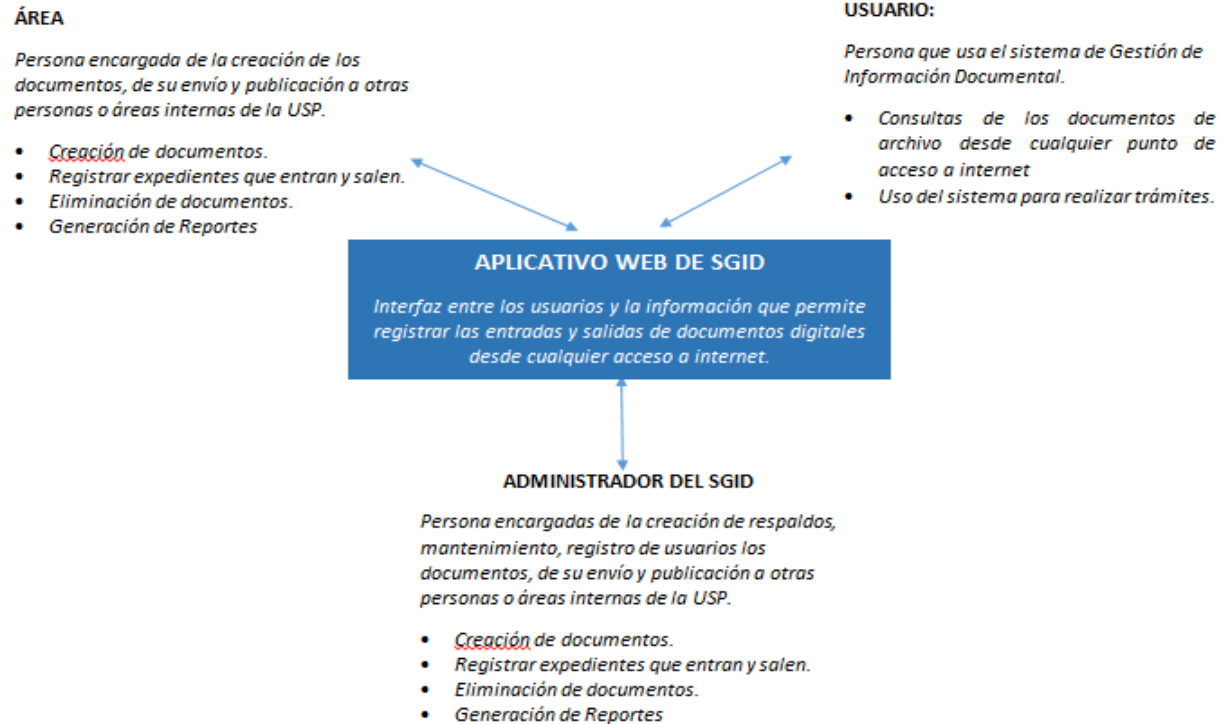 ÁREA
Persona encargada de la creación de los
documentos, de su envío y publicación a otras
personas o áreas internas de la USP.
• Creación de documentos.
• Registrar expedientes que entran y salen.
• Eliminación de documentos.
• Generación de Reportes
USUARIO:
Persona que usa el sistema de Gestión de
Información Documental.
• Consultas de los documentos de
archivo desde cualquier punto de
acceso a internet
• Uso del sistema para realizar trámites.
APLICATIVO WEB DE SGID
Interfaz entre los usuarios y la información que permite
registrar las entradas y salidas de documentos digitales
desde cualquier acceso a internet.
ADMINISTRADOR DEL SGID
Persona encargadas de la creación de respaldos,
mantenimiento, registro de usuarios los
documentos, de su envío y publicación a otras
personas o áreas internas de la USP.
• Creación de documentos.
• Registrar expedientes que entran y salen.
• Eliminación de documentos.
• Generación de Reportes